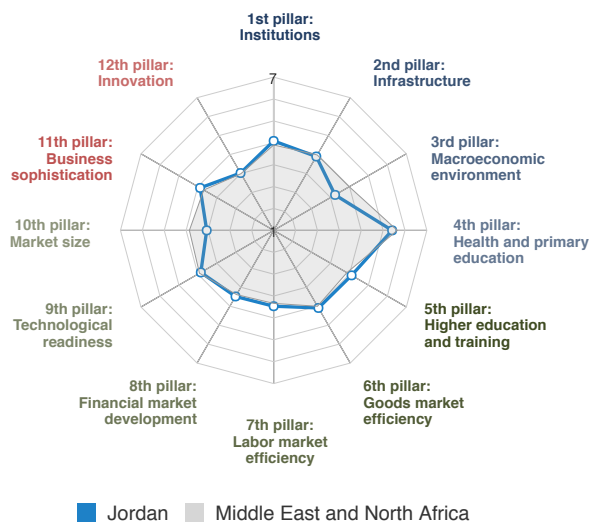 1st pillar:
Institutions
2nd pillar:
Infrastructure
3rd pillar:
Macroeconomic
environment
4th pillar:
Health and primary
education
5th pillar:
Higher education
and training
6th pillar:
Goods market
efficiency
7th pillar:
Labor market
efficiency
8th pillar:
Financial market
development
9th pillar:
Technological
readiness
10th pillar:
Market size
11th pillar:
Business
sophistication
12th pillar:
Innovation
7
1
Jordan Middle East and North Africa